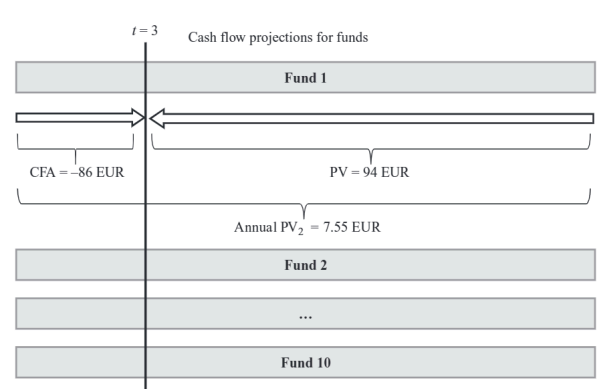 t = 3
Cash flow projections for funds
Fund 1
CFA = –86 EUR
PV = 94 EUR
Annual PV₂ = 7.55 EUR
Fund 2
...
Fund 10